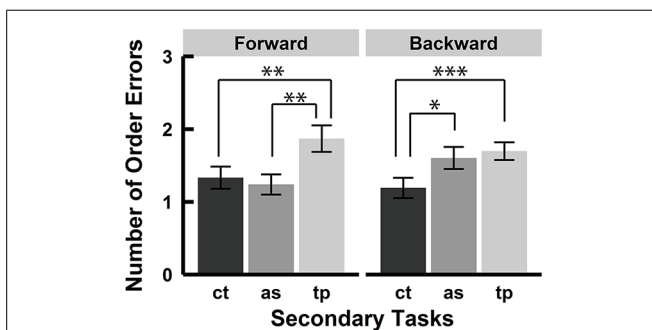 Forward Backward
Number of Order Errors
3
2
1
0
** ***
** *
ct as tp ct as tp
Secondary Tasks